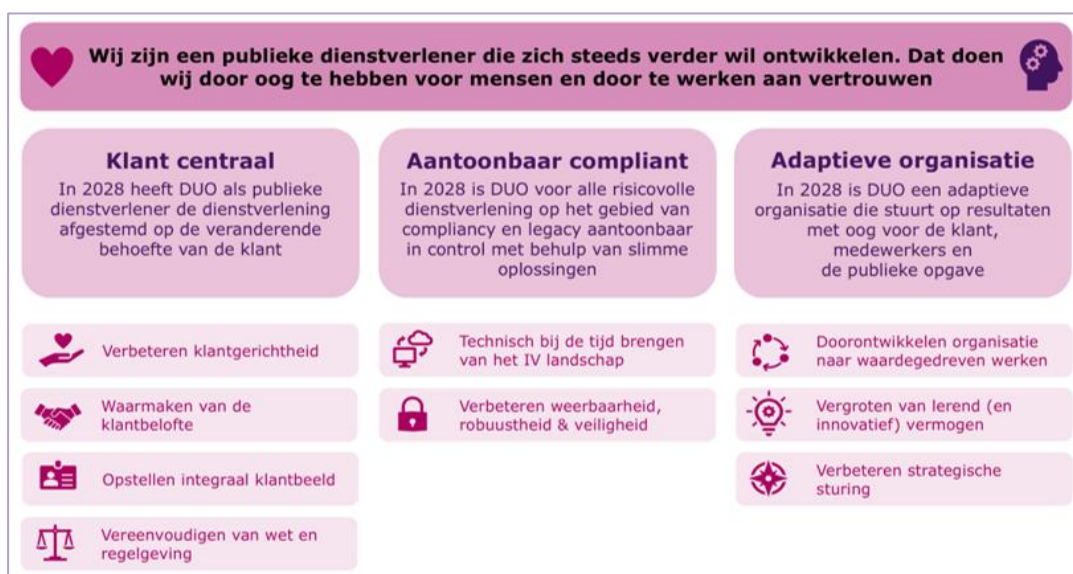 Wij zijn een publieke dienstverlener die zich steeds verder wil ontwikkelen. Dat doen
wij door oog te hebben voor mensen en door te werken aan vertrouwen
Klant centraal
In 2028 heeft DUO als publieke
dienstverlener de dienstverlening
afgestemd op de veranderende
behoefte van de klant
Verbeteren klantgerichtheid
Waarmaken van de
klantbelofte
Opstellen integraal klantbeeld
Vereenvoudigen van wet en
regelgeving
Aantoonbaar compliant
In 2028 is DUO voor alle risicovolle
dienstverlening op het gebied van
compliancy en legacy aantoonbaar
in control met behulp van slimme
oplossingen
Technisch bij de tijd brengen
van het IV landschap
Verbeteren weerbaarheid,
robuustheid & veiligheid
Adaptieve organisatie
In 2028 is DUO een adaptieve
organisatie die stuurt op resultaten
met oog voor de klant,
medewerkers en
de publieke opgave
Doorontwikkelen organisatie
naar waardegedreven werken
Vergroten van lerend (en
innovatief) vermogen
Verbeteren strategische
sturing